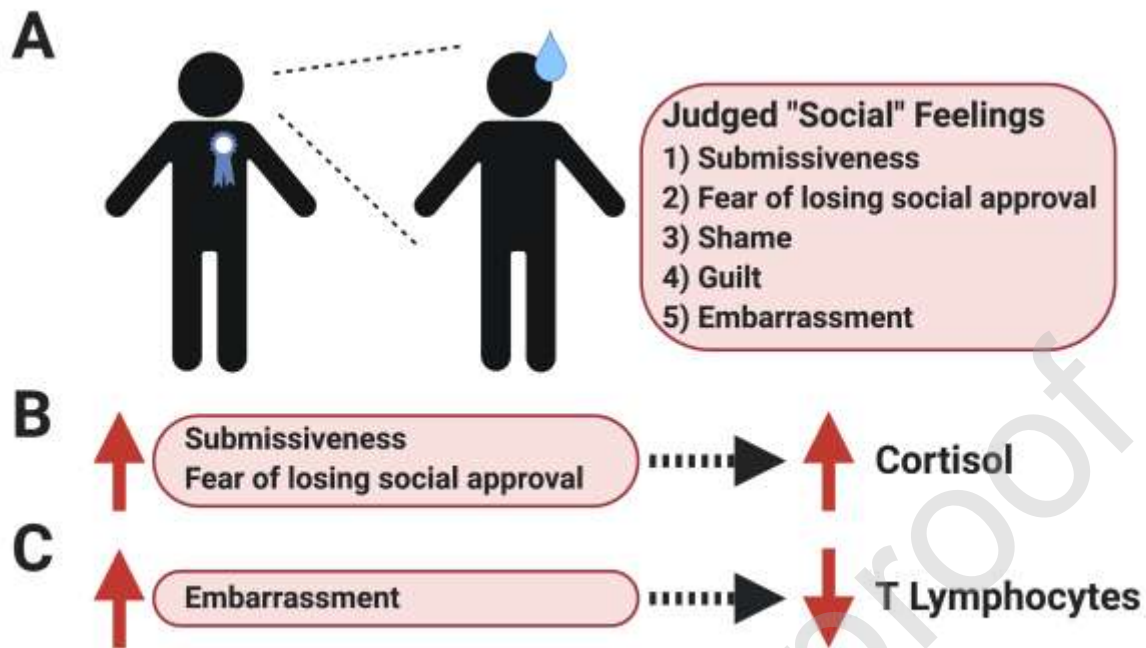 A
Judged "Social" Feelings
1) Submissiveness
2) Fear of losing social approval
3) Shame
4) Guilt
5) Embarrassment
B
Submissiveness
Fear of losing social approval
Cortisol
C
Embarrassment
T Lymphocytes
proof